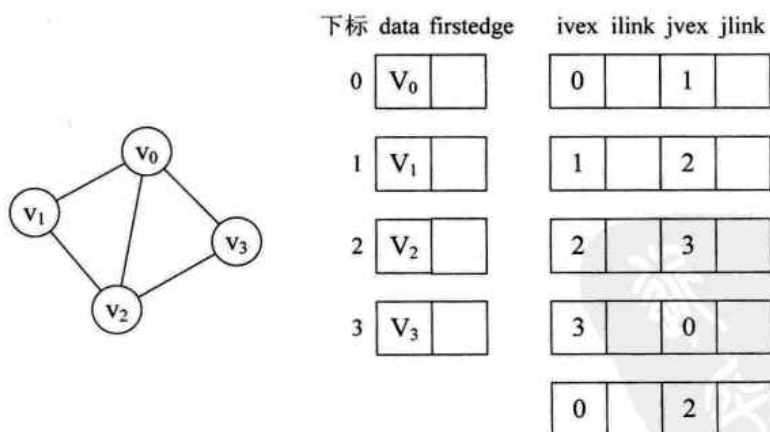 下标 data firstedge ivex ilink jvex jlink
0 V₀ 0 1
1 V₁ 1 2
2 V₂ 2 3
3 V₃ 3 0
0 2
v₀
v₁
v₃
v₂